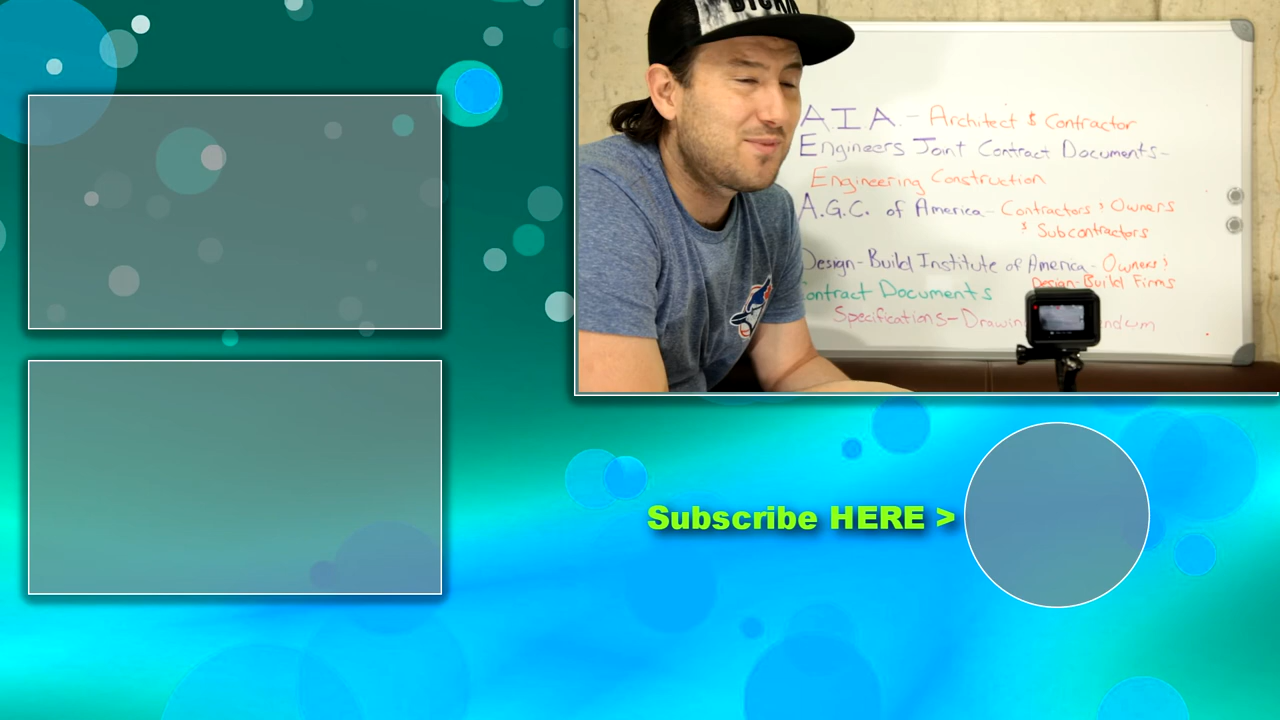 A.I.A. - Architect & Contractor
Engineers Joint Contract Documents -
Engineering Construction
A.G.C. of America - Contractors, Owners
& Subcontractors
Design-Build Institute of America - Owners,
Design-Build Firms
Contract Documents
Specifications -
Subscribe HERE >